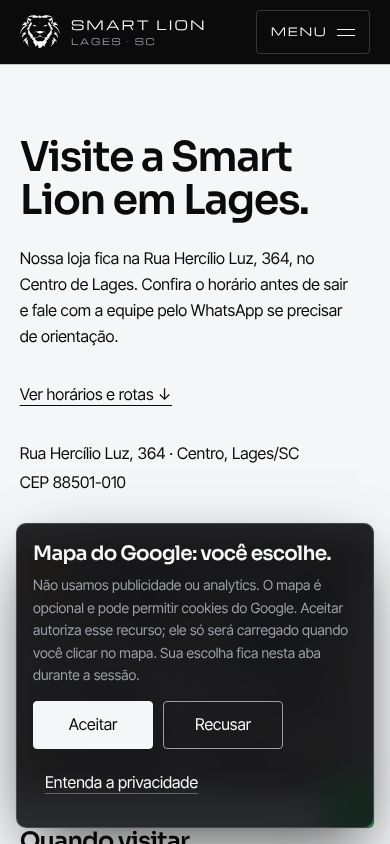 SMART LION
LAGES · SC
MENU
Visite a Smart
Lion em Lages.
Nossa loja fica na Rua Hercílio Luz, 364, no
Centro de Lages. Confira o horário antes de sair
e fale com a equipe pelo WhatsApp se precisar
de orientação.
Ver horários e rotas ↓
Rua Hercílio Luz, 364 · Centro, Lages/SC
CEP 88501-010
Mapa do Google: você escolhe.
Não usamos publicidade ou analytics. O mapa é
opcional e pode permitir cookies do Google. Aceitar
autoriza esse recurso; ele só será carregado quando
você clicar no mapa. Sua escolha fica nesta aba
durante a sessão.
Aceitar
Recusar
Entenda a privacidade
Quando visitar